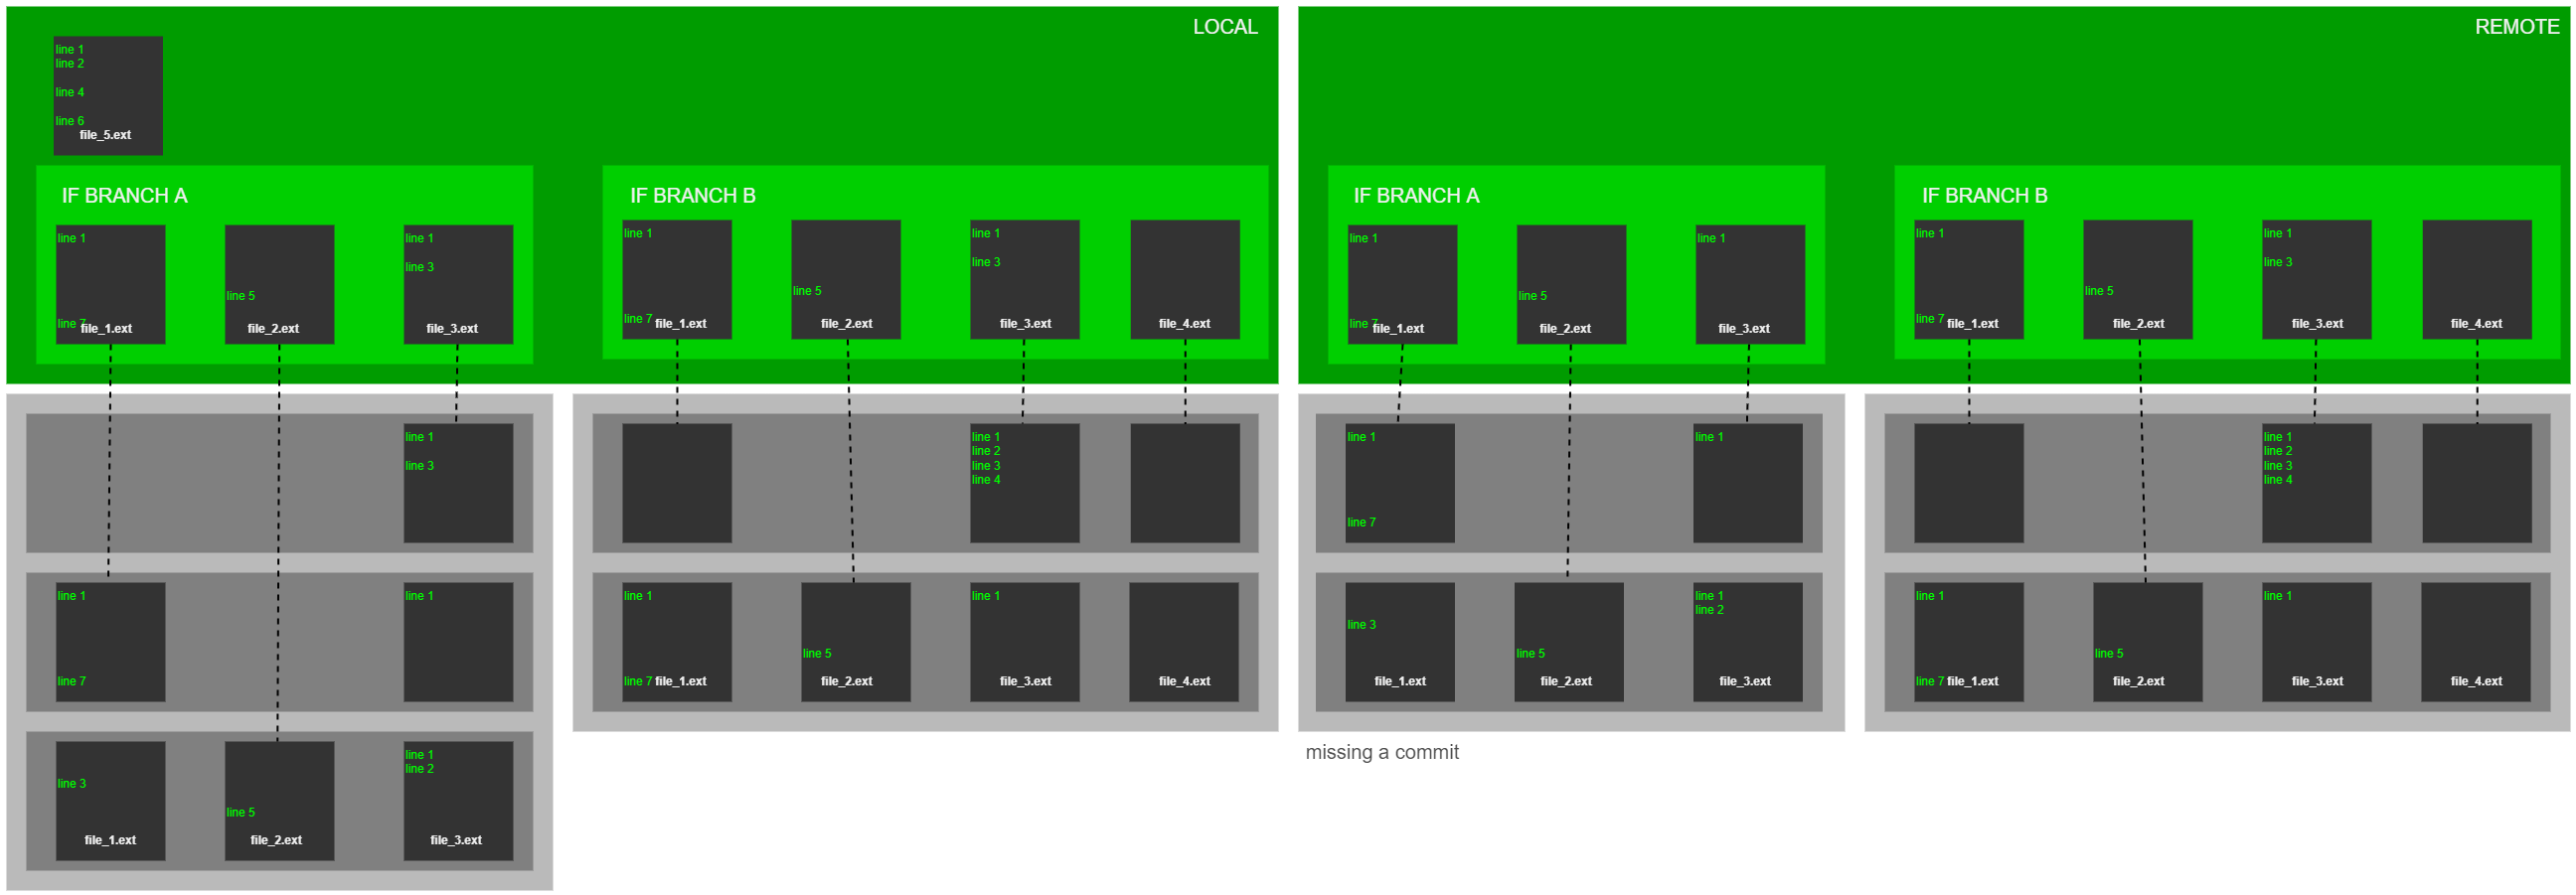 LOCAL
line 1
line 2
line 4
line 6
file_5.ext
IF BRANCH A
line 1
line 7
file_1.ext
line 5
file_2.ext
line 1
line 3
file_3.ext
IF BRANCH B
line 1
line 7
file_1.ext
line 5
file_2.ext
line 1
line 3
file_3.ext
file_4.ext
line 1
line 3
line 1
line 7
line 1
line 3
file_1.ext
line 5
file_2.ext
line 1
line 2
file_3.ext
line 1
line 2
line 3
line 4
line 1
line 7
file_1.ext
line 5
file_2.ext
line 1
file_3.ext
file_4.ext
REMOTE
IF BRANCH A
line 1
line 7
file_1.ext
line 5
file_2.ext
line 1
file_3.ext
IF BRANCH B
line 1
line 7
file_1.ext
line 5
file_2.ext
line 1
line 3
file_3.ext
file_4.ext
line 1
line 7
line 1
line 3
file_1.ext
line 5
file_2.ext
line 1
line 2
file_3.ext
missing a commit
line 1
line 2
line 3
line 4
line 1
line 7
file_1.ext
line 5
file_2.ext
line 1
file_3.ext
file_4.ext